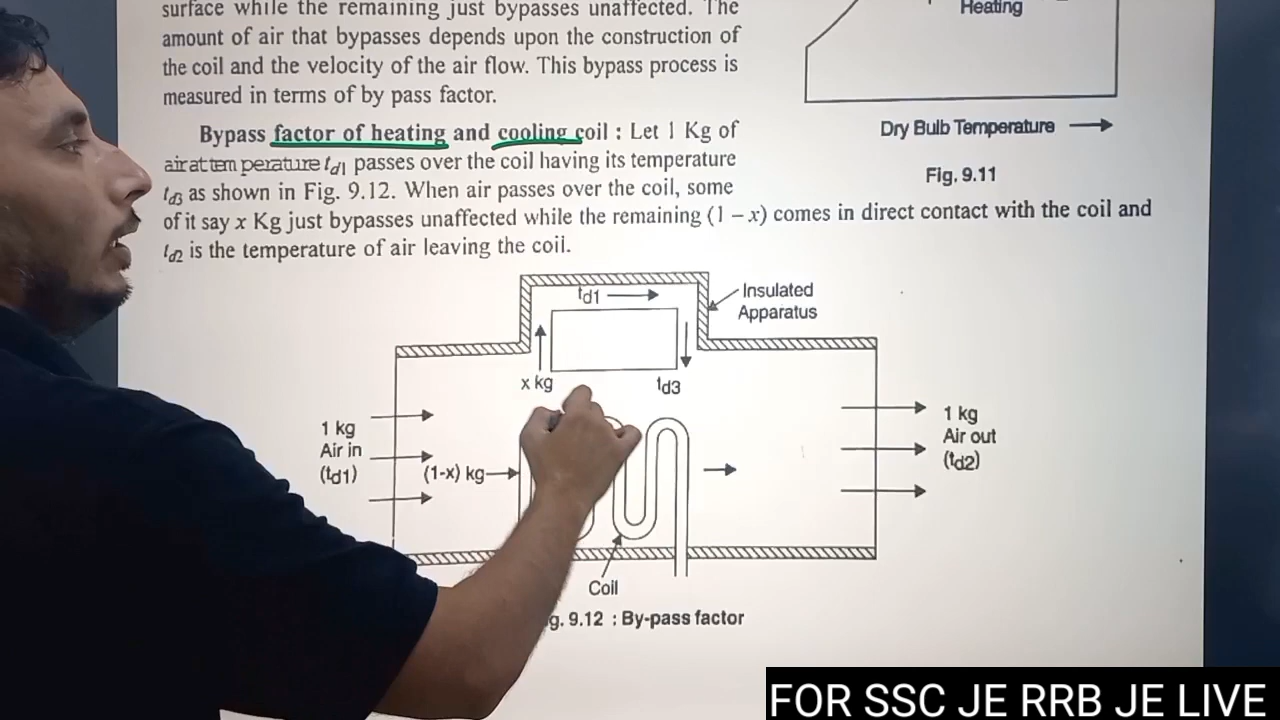 surface while the remaining just bypasses unaffected. The
amount of air that bypasses depends upon the construction of
the coil and the velocity of the air flow. This bypass process is
measured in terms of by pass factor.
Bypass factor of heating and cooling coil : Let 1 Kg of
air at tem perature td1 passes over the coil having its temperature
td3 as shown in Fig. 9.12. When air passes over the coil, some
of it say x Kg just bypasses unaffected while the remaining (1 – x) comes in direct contact with the coil and
td2 is the temperature of air leaving the coil.
Heating
Dry Bulb Temperature
Fig. 9.11
td1
Insulated
Apparatus
x kg
td3
1 kg
Air in
(td1)
(1-x) kg
1 kg
Air out
(td2)
Coil
g. 9.12 : By-pass factor
FOR SSC JE RRB JE LIVE